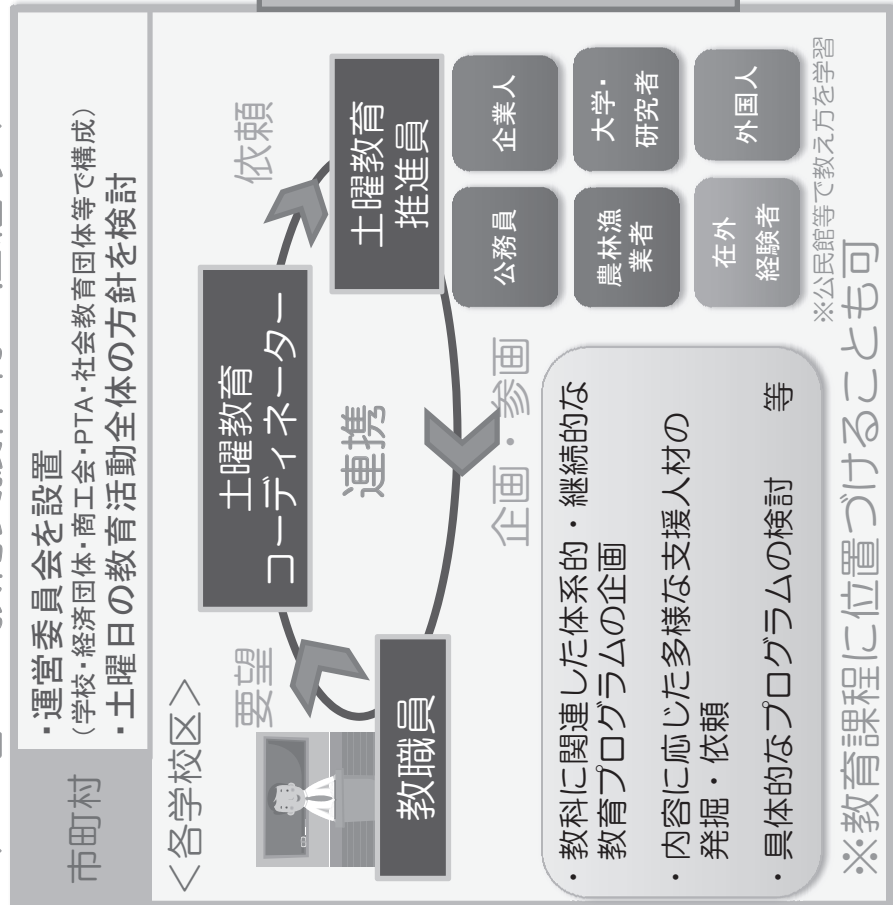 市町村
・運営委員会を設置
(学校・経済団体・商工会・PTA・社会教育団体等で構成)
・土曜日の教育活動全体の方針を検討
<各学校区>
要望
土曜教育
コーディネーター
依頼
連携
教職員
土曜教育
推進員
企画・参画
公務員
企業人
農林漁
業者
大学・
研究者
在外
経験者
外国人
※公民館等で教え方を学習
・教科に関連した体系的・継続的な
教育プログラムの企画
・内容に応じた多様な支援人材の
発掘・依頼
・具体的なプログラムの検討　等
※教育課程に位置づけることも可